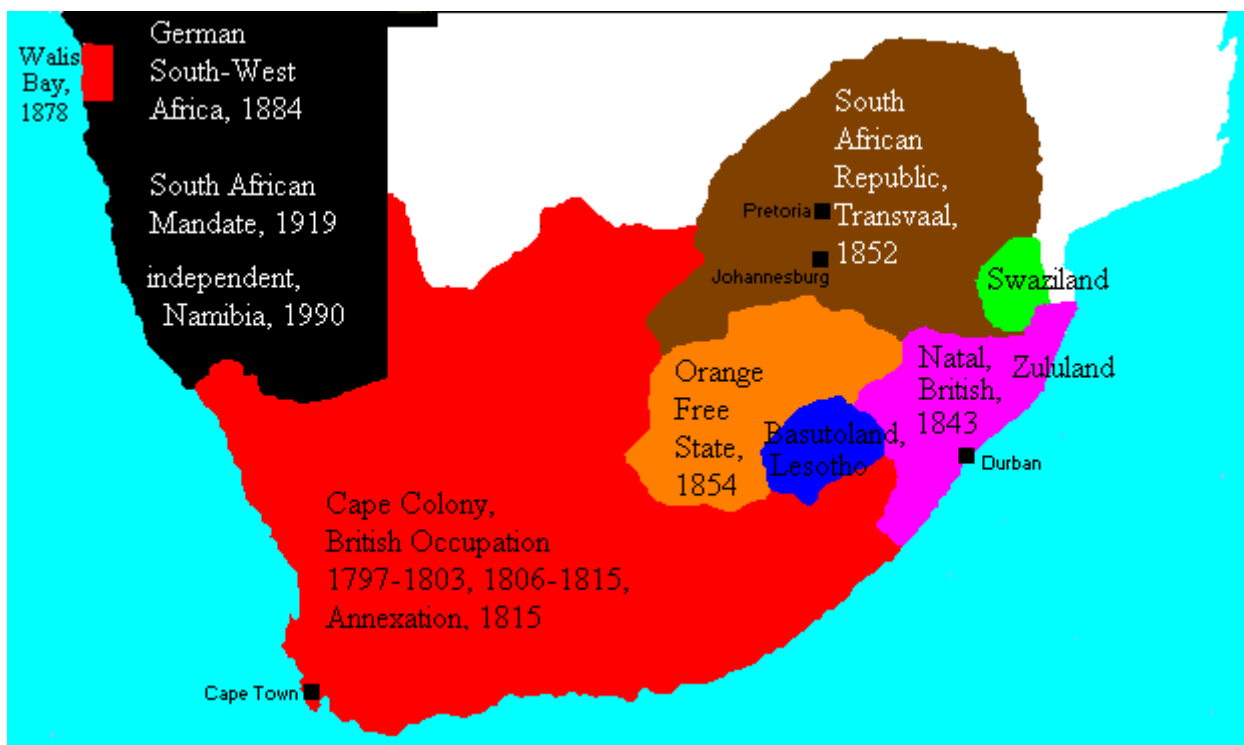 Walis
Bay,
1878
German
South-West
Africa, 1884
South African
Mandate, 1919
independent,
Namibia, 1990
South
African
Republic,
Transvaal,
1852
Pretoria
Johannesburg
Swaziland
Orange
Free
State,
1854
Natal,
British,
1843
Zululand
Basutoland,
Lesotho
Durban
Cape Colony,
British Occupation
1797-1803, 1806-1815,
Annexation, 1815
Cape Town